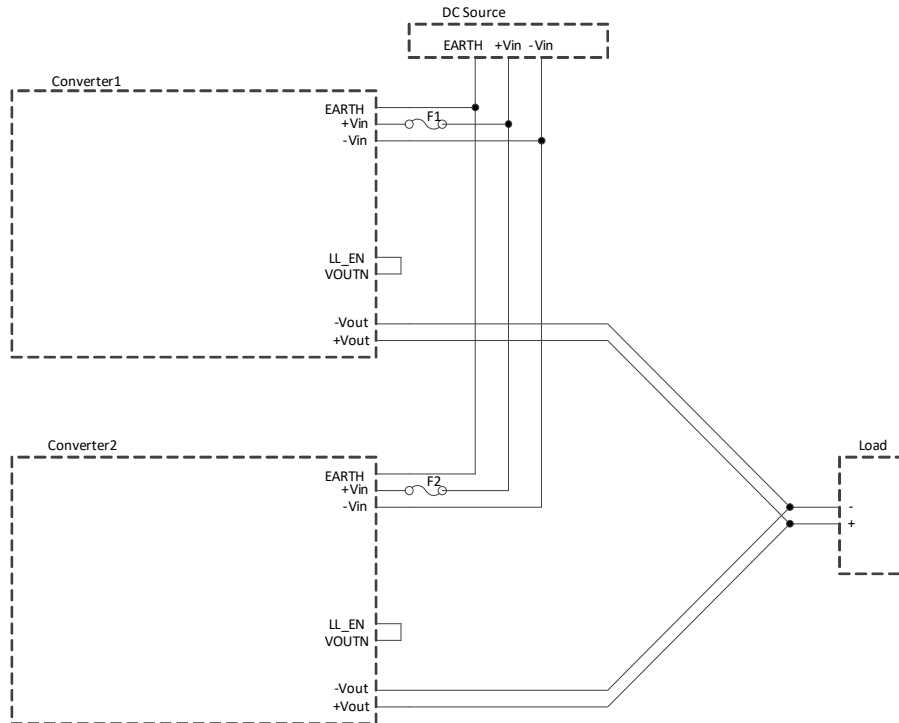 DC Source
EARTH +Vin -Vin
Converter1
EARTH
F1
+Vin
-Vin
LL_EN
VOUTN
-Vout
+Vout
Converter2
Load
EARTH
F2
+Vin
-Vin
-
+
LL_EN
VOUTN
-Vout
+Vout